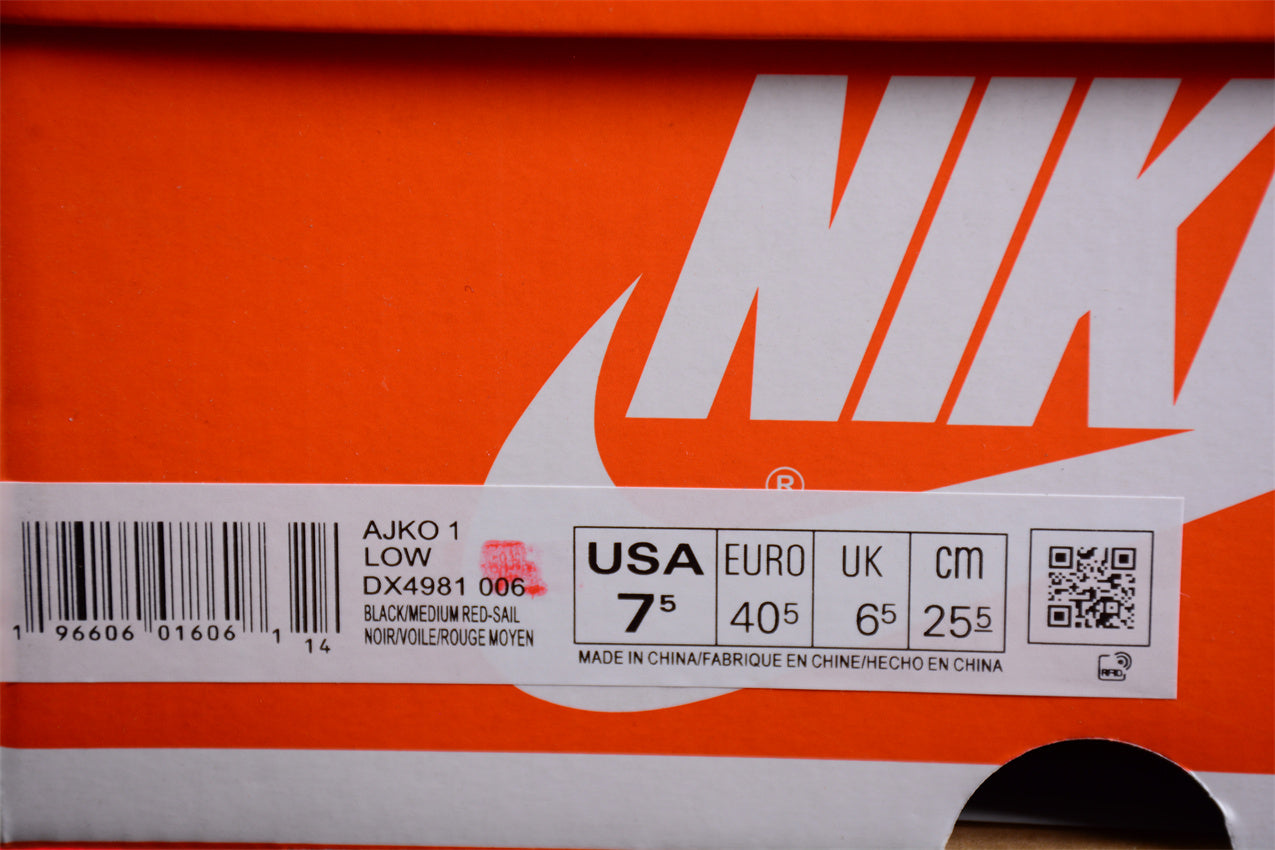 NIK
®
AJKO 1
LOW
DX4981 006
BLACK/MEDIUM RED-SAIL
NOIR/VOILE/ROUGE MOYEN
1 96606 01606 1
14
USA EURO UK cm
7⁵ 40⁵ 6⁵ 25⁵
MADE IN CHINA/FABRIQUE EN CHINE/HECHO EN CHINA
RFID